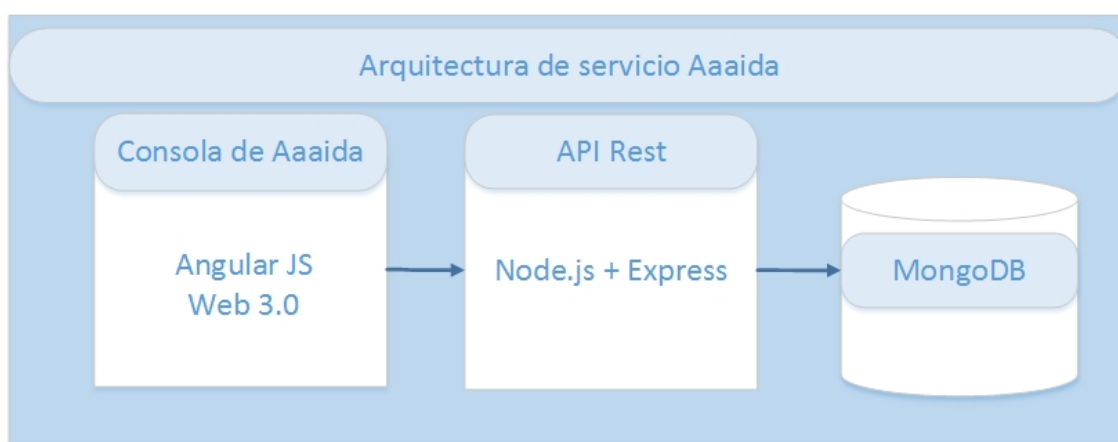 Arquitectura de servicio Aaaida
Consola de Aaaida
API Rest
Angular JS
Web 3.0
Node.js + Express
MongoDB